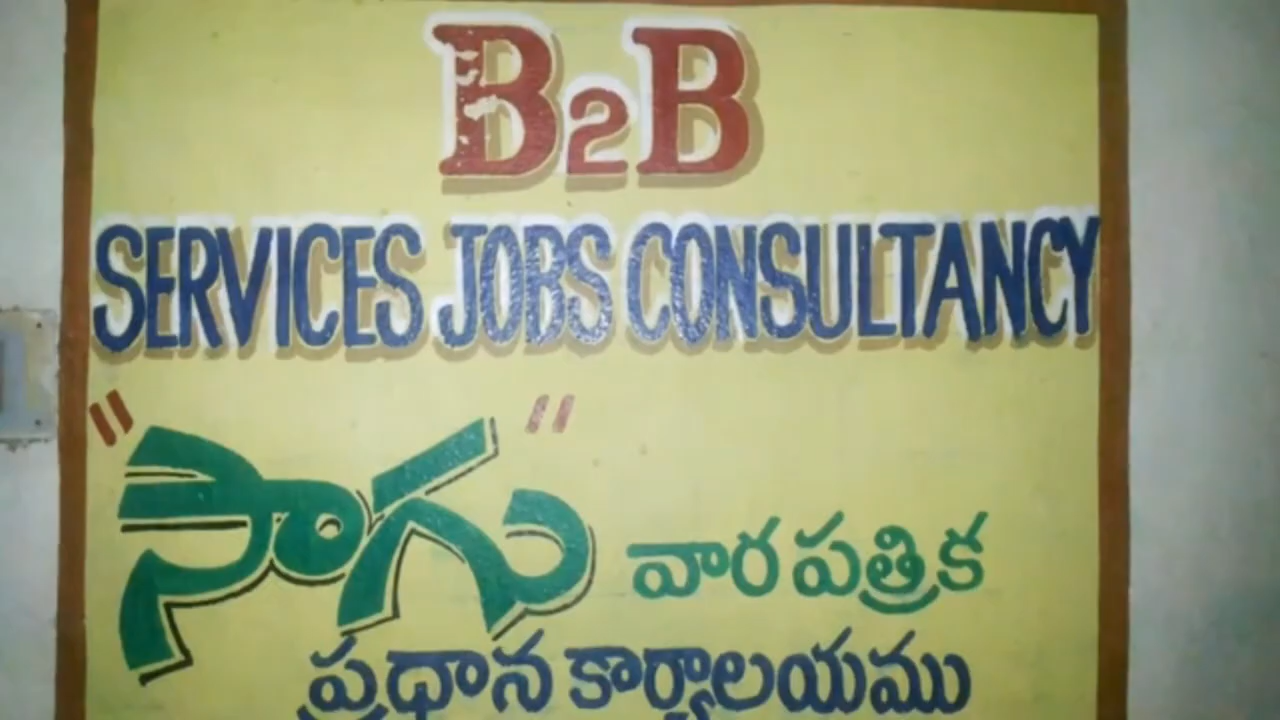 B2B
SERVICES JOBS CONSULTANCY
"సాగు" వార పత్రిక
ప్రధాన కార్యాలయము